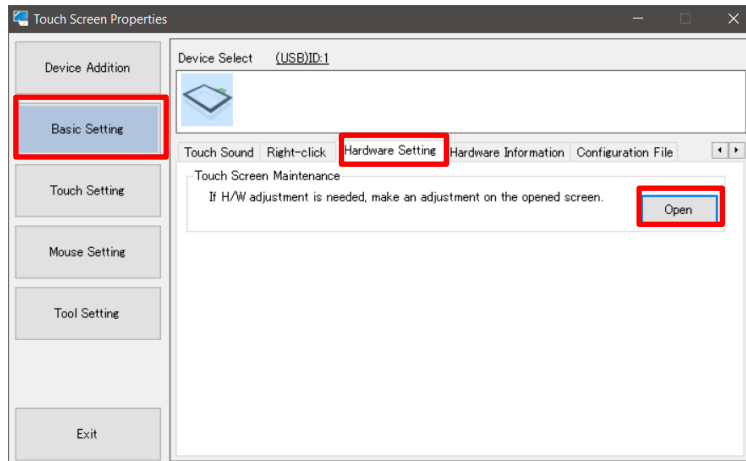 Touch Screen Properties
Device Addition
Basic Setting
Touch Setting
Mouse Setting
Tool Setting
Exit
Device Select (USB)ID:1
Touch Sound Right-click Hardware Setting Hardware Information Configuration File
Touch Screen Maintenance
If H/W adjustment is needed, make an adjustment on the opened screen.
Open